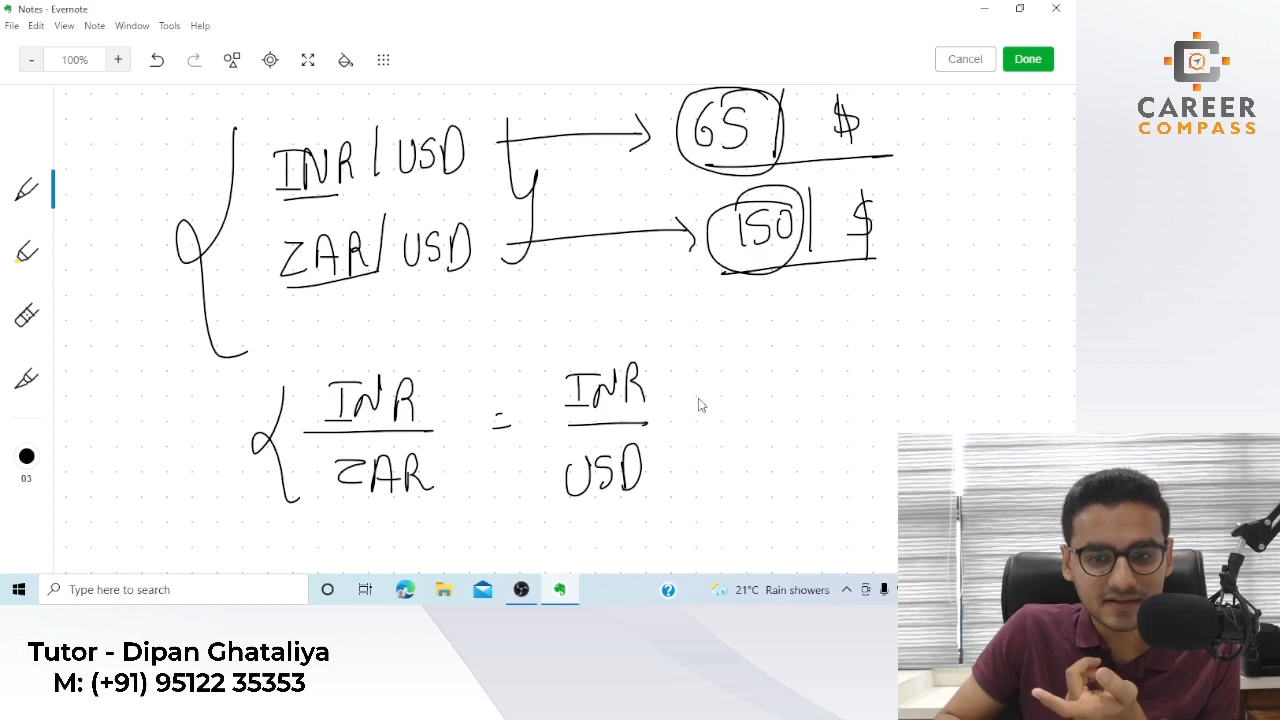 Notes - Evernote
File Edit View Note Window Tools Help
- 100% + Cancel Done
CAREER
COMPASS
INR/USD 65/ $
ZAR/USD 150/ $
INR = INR
ZAR USD
03
Type here to search 21°C Rain showers
Tutor - Dipan Ghataliya
M: (+91) 95122 35353